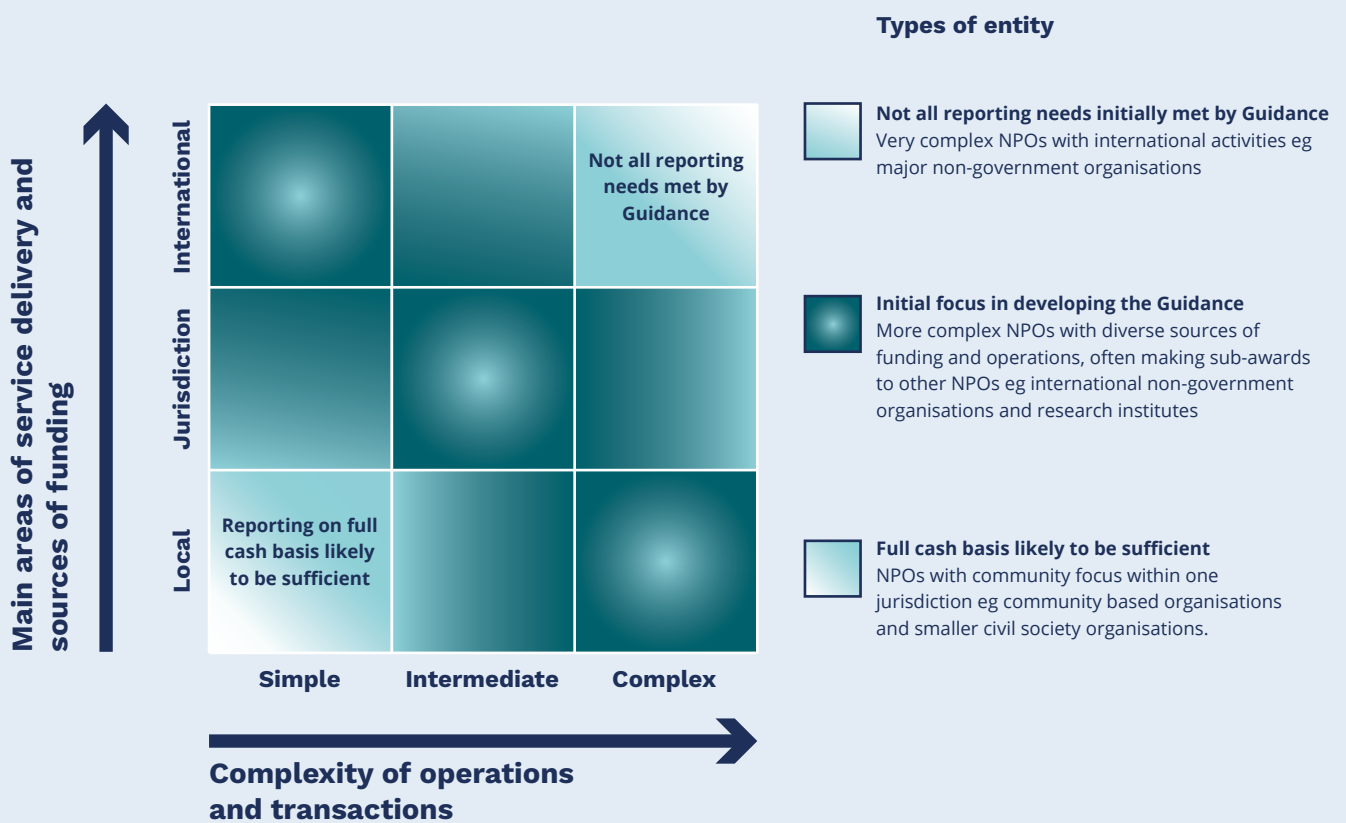 Types of entity
Main areas of service delivery and
sources of funding
International
Jurisdiction
Local
Not all reporting
needs met by
Guidance
Reporting on full
cash basis likely
to be sufficient
Simple
Intermediate
Complex
Complexity of operations
and transactions
Not all reporting needs initially met by Guidance
Very complex NPOs with international activities eg
major non-government organisations
Initial focus in developing the Guidance
More complex NPOs with diverse sources of
funding and operations, often making sub-awards
to other NPOs eg international non-government
organisations and research institutes
Full cash basis likely to be sufficient
NPOs with community focus within one
jurisdiction eg community based organisations
and smaller civil society organisations.